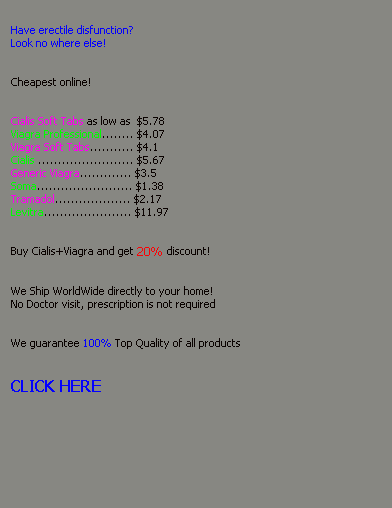 Have erectile disfunction?
Look no where else!
Cheapest online!
Cialis Soft Tabs as low as $5.78
Viagra Professional........ $4.07
Viagra Soft Tabs........... $4.1
Cialis ........................ $5.67
Generic Viagra............. $3.5
Soma........................ $1.38
Tramadol................... $2.17
Levitra...................... $11.97
Buy Cialis+Viagra and get 20% discount!
We Ship WorldWide directly to your home!
No Doctor visit, prescription is not required
We guarantee 100% Top Quality of all products
CLICK HERE